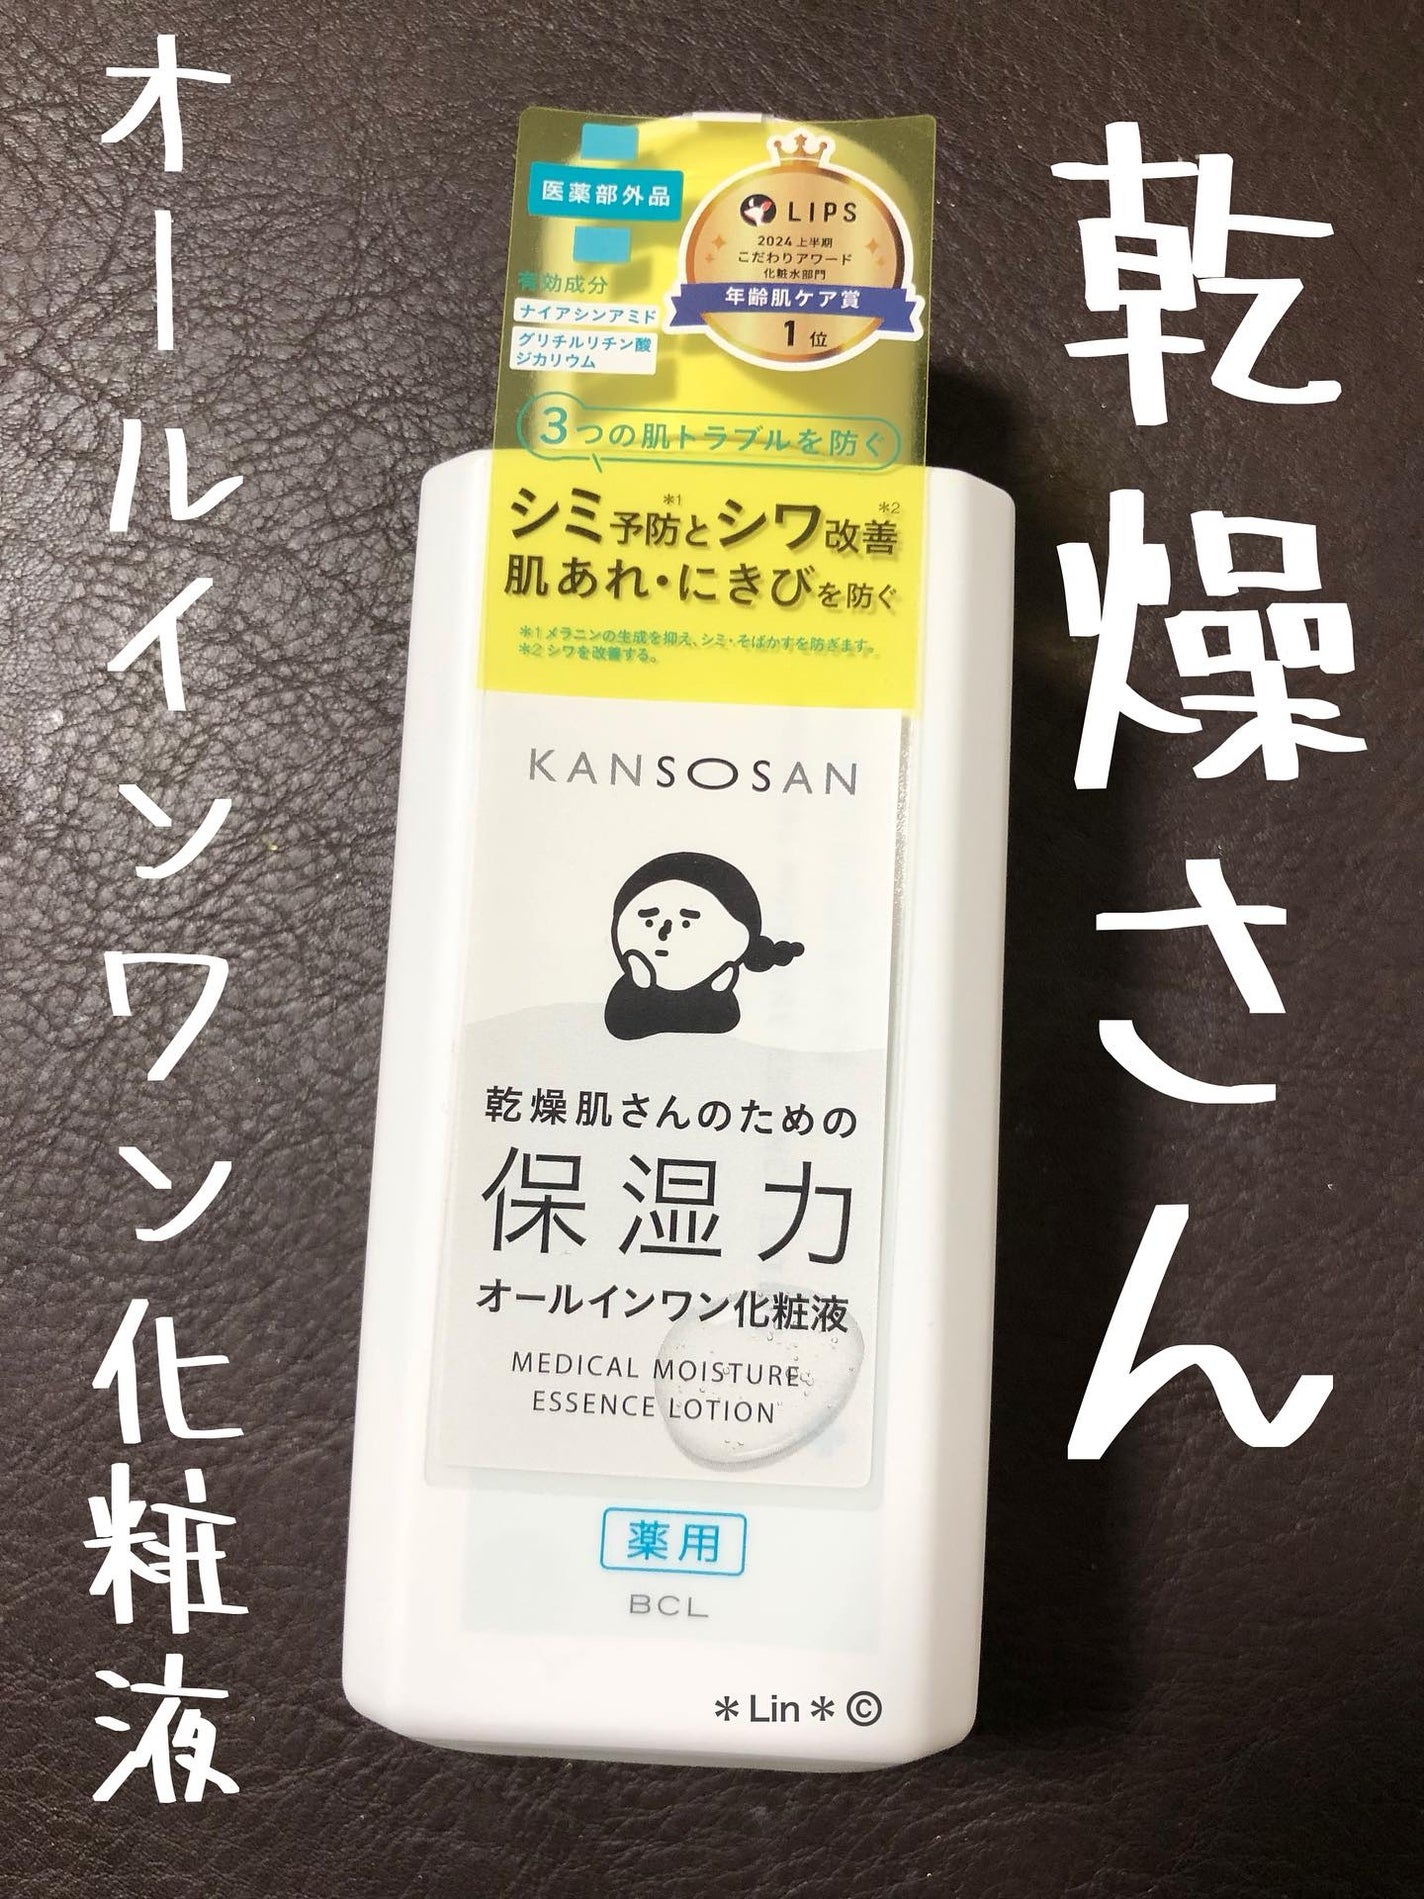 乾燥さん
オールインワン化粧液
医薬部外品
有効成分
ナイアシンアミド
グリチルリチン酸
ジカリウム
LIPS
2024 上半期
こだわりアワード
化粧水部門
年齢肌ケア賞
1位
3つの肌トラブルを防ぐ
シミ予防*1とシワ改善*2
肌あれ・にきびを防ぐ
*1 メラニンの生成を抑え、シミ・そばかすを防ぎます。
*2 シワを改善する。
KANSOSAN
乾燥肌さんのための
保湿力
オールインワン化粧液
MEDICAL MOISTURE
ESSENCE LOTION
薬用
BCL
*Lin*©